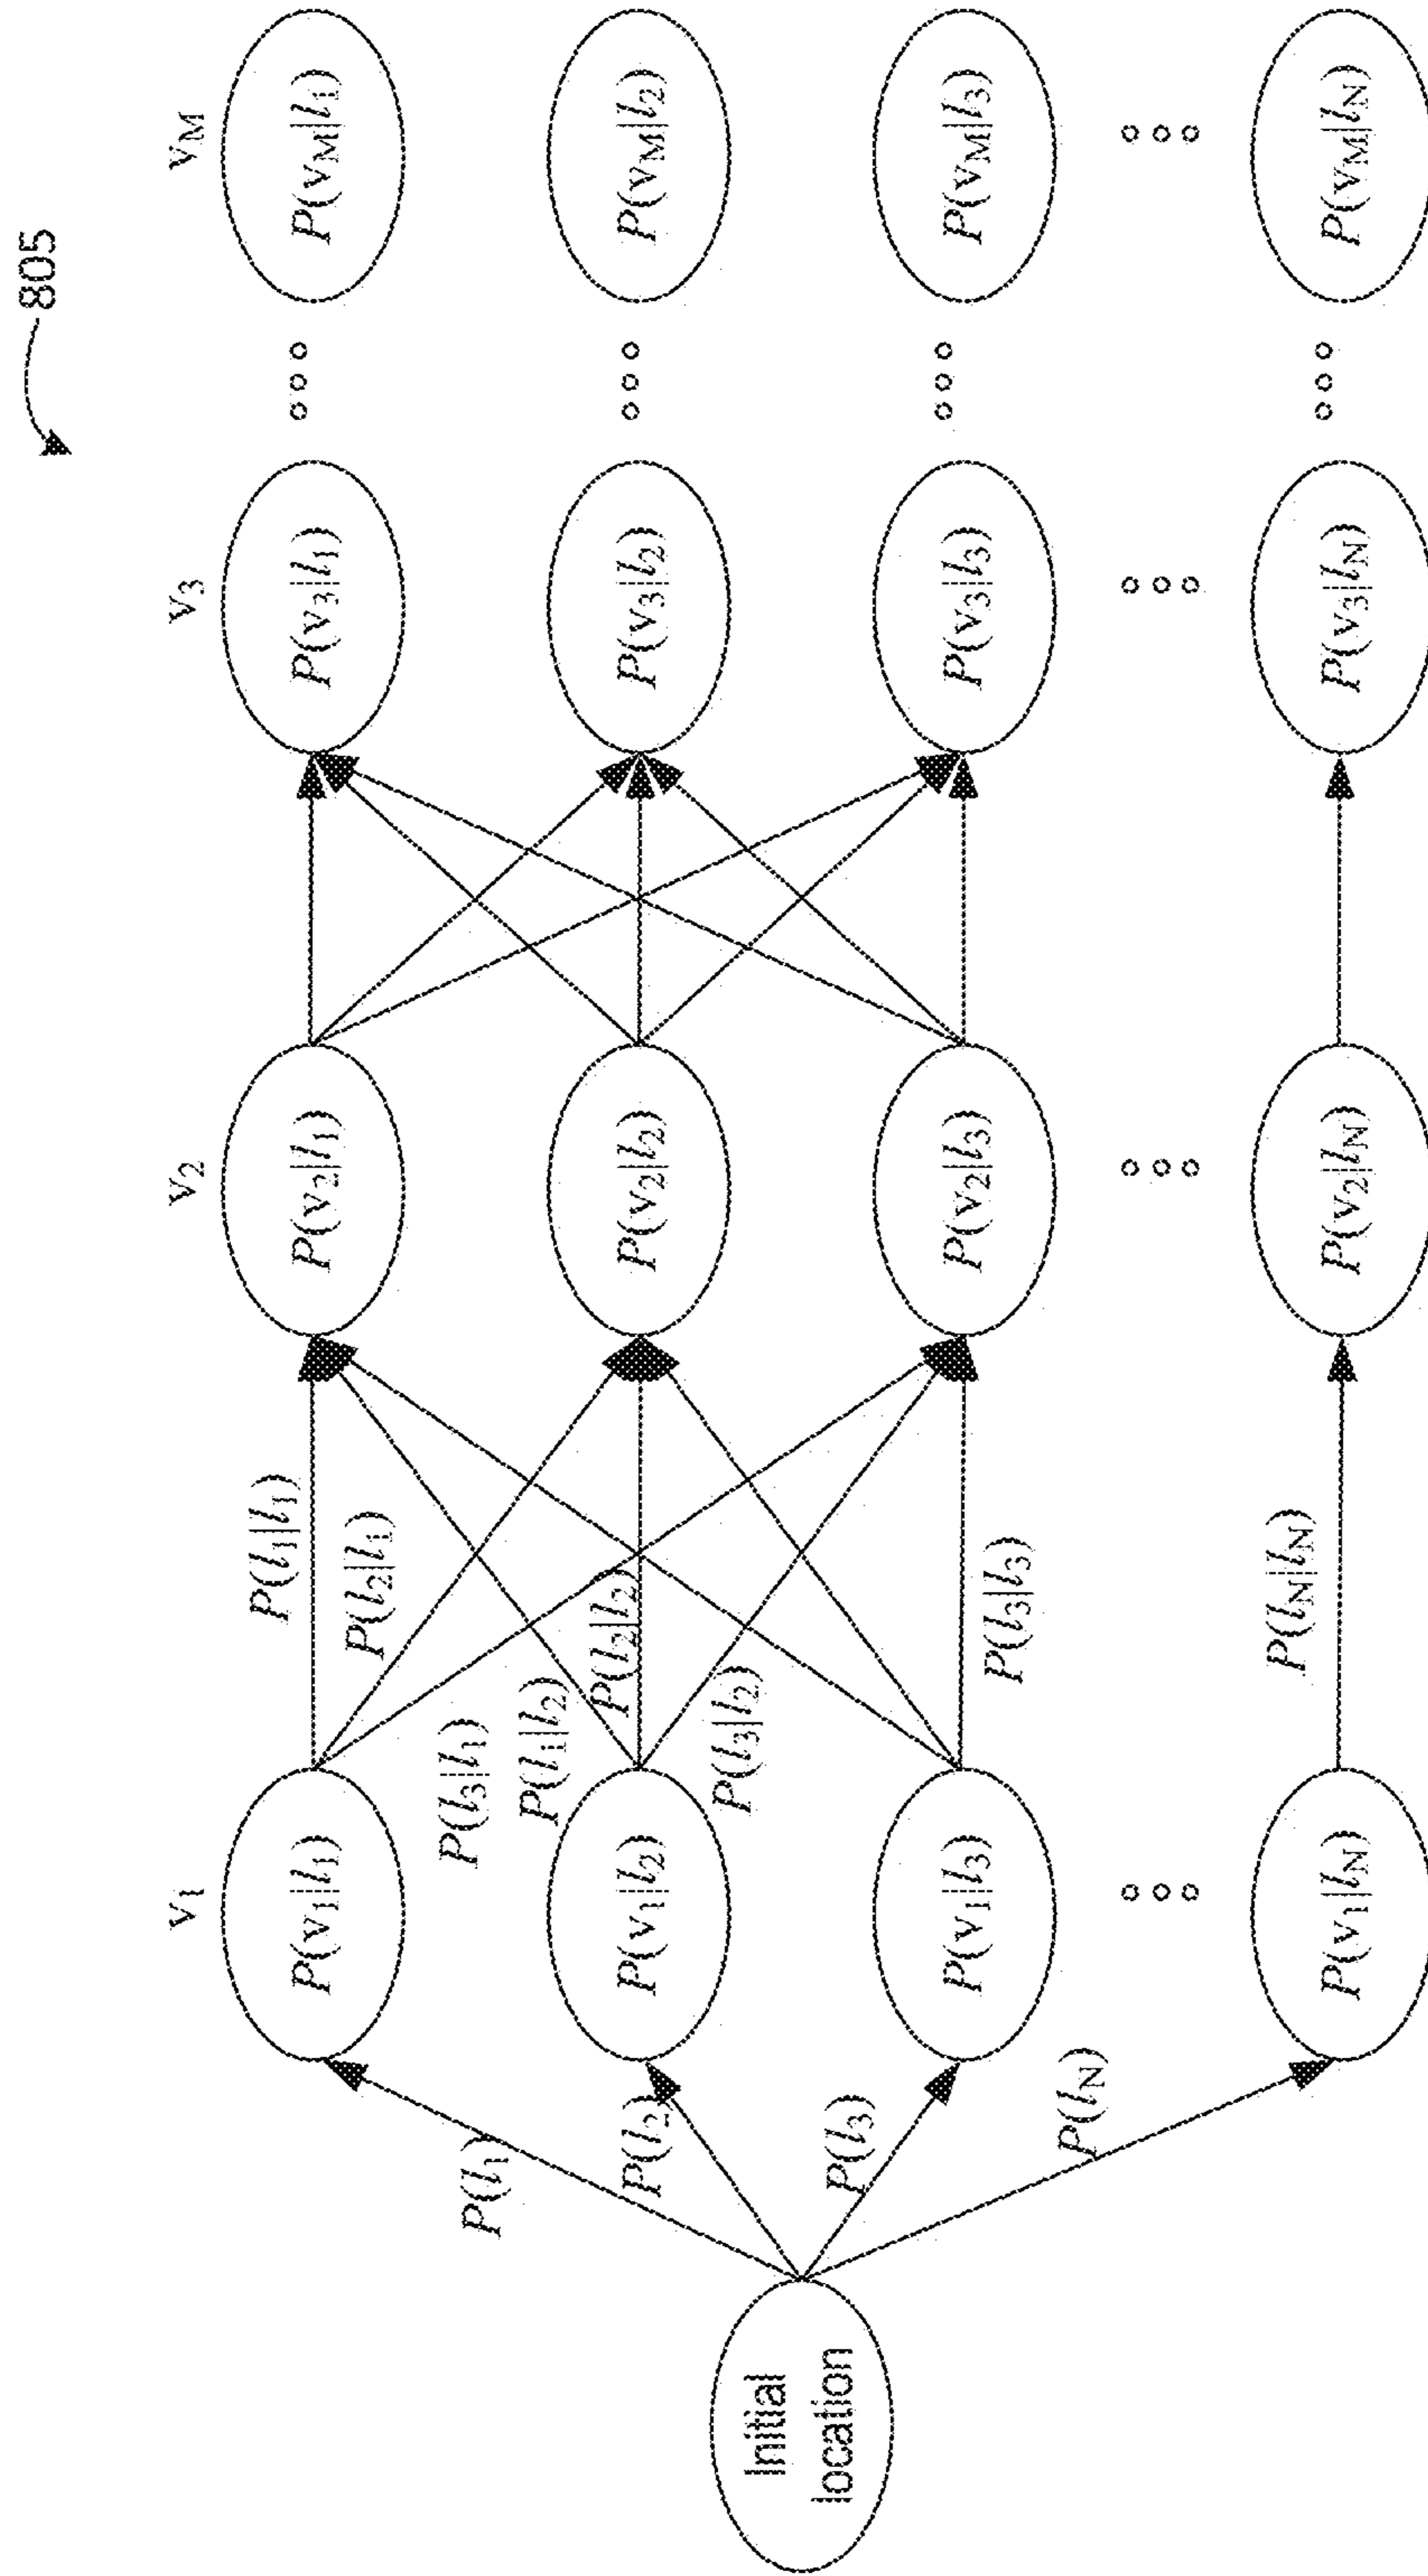 805
v1 v2 v3 vM
P(v1|l1) P(v2|l1) P(v3|l1) P(vM|l1)
P(l1|l1)
P(l2|l1)
P(l3|l1)
P(l1)
P(l1|l2)
P(l2|l2)
P(v1|l2) P(v2|l2) P(v3|l2) P(vM|l2)
P(l2)
P(l3|l2)
Initial
location
P(l3)
P(v1|l3) P(v2|l3) P(v3|l3) P(vM|l3)
P(l3|l3)
P(lN)
P(lN|lN)
P(v1|lN) P(v2|lN) P(v3|lN) P(vM|lN)